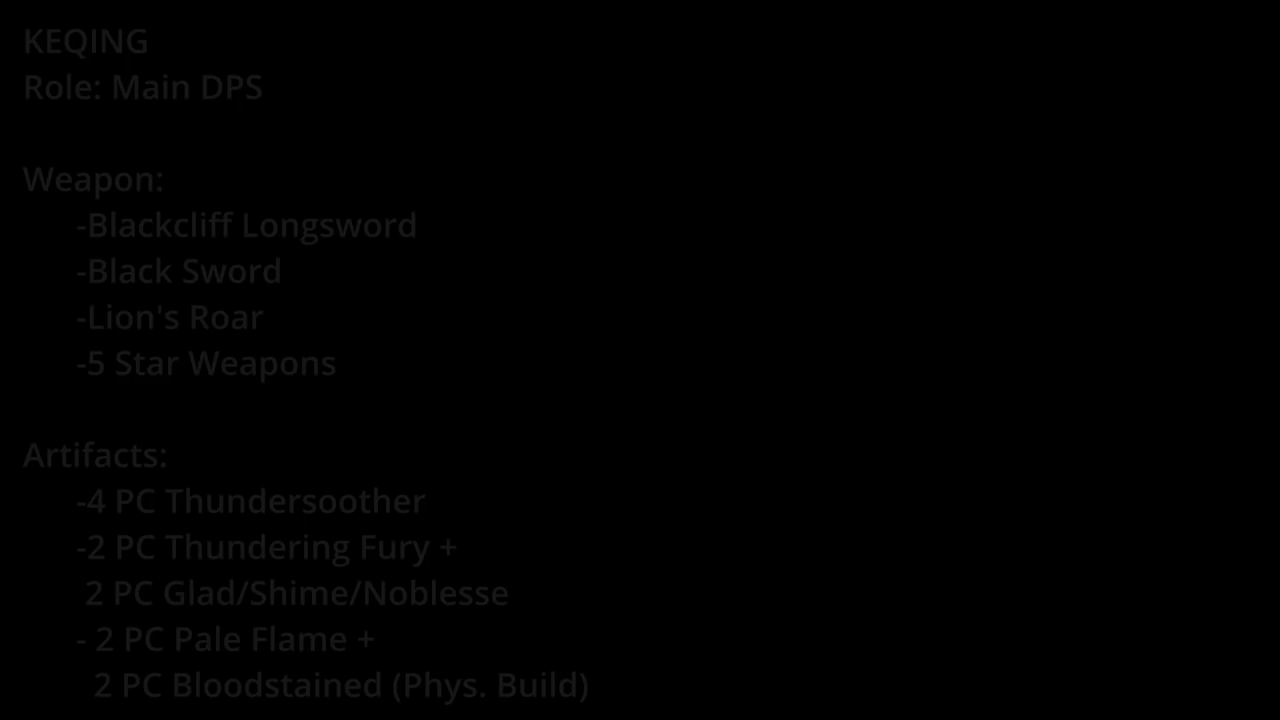 KEQING
Role: Main DPS
Weapon:
-Blackcliff Longsword
-Black Sword
-Lion's Roar
-5 Star Weapons
Artifacts:
-4 PC Thundersoother
-2 PC Thundering Fury +
2 PC Glad/Shime/Noblesse
- 2 PC Pale Flame +
2 PC Bloodstained (Phys. Build)